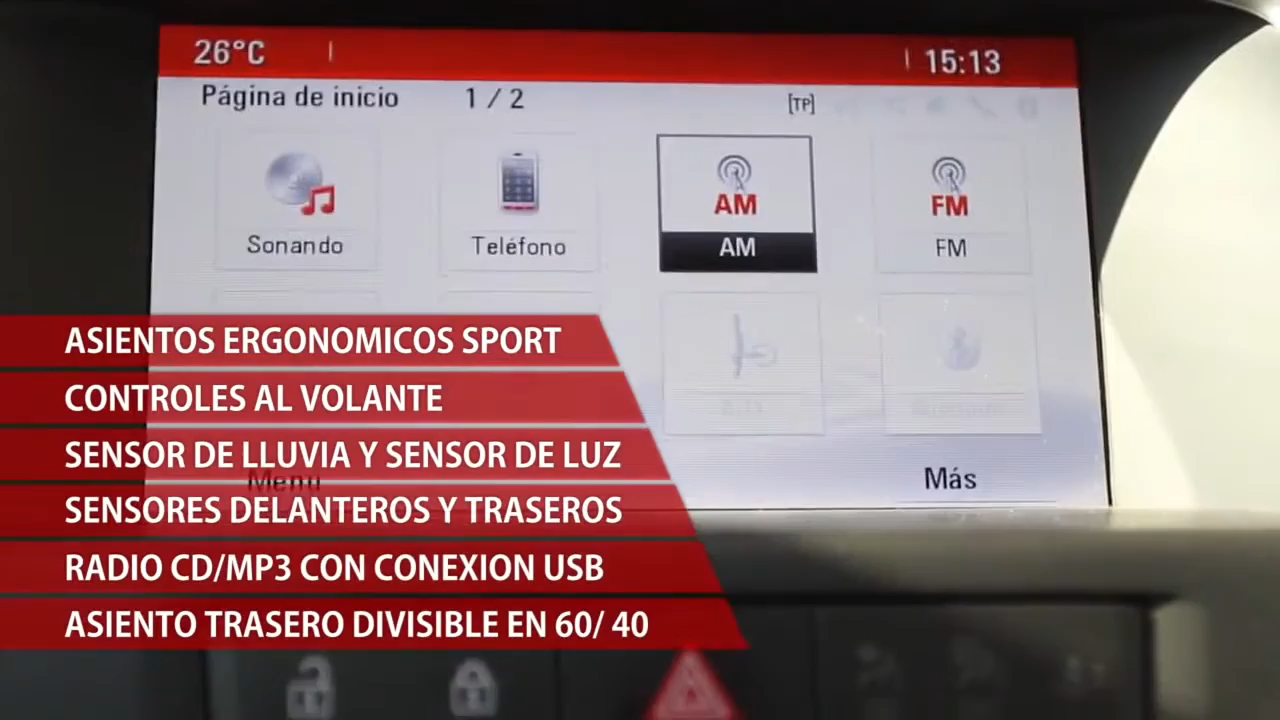 26°C
15:13
Página de inicio 1 / 2 [TP]
AM FM
Sonando Teléfono AM FM
ASIENTOS ERGONOMICOS SPORT
CONTROLES AL VOLANTE
SENSOR DE LLUVIA Y SENSOR DE LUZ
Menú Más
SENSORES DELANTEROS Y TRASEROS
RADIO CD/MP3 CON CONEXION USB
ASIENTO TRASERO DIVISIBLE EN 60/ 40